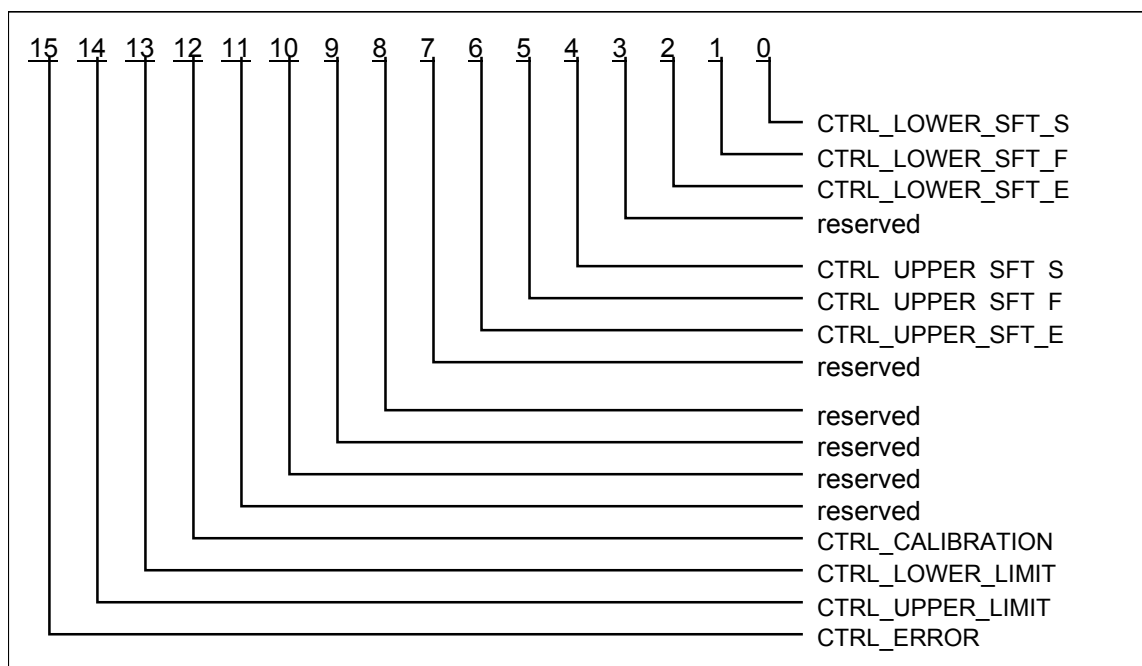 15 14 13 12 11 10 9 8 7 6 5 4 3 2 1 0
CTRL_LOWER_SFT_S
CTRL_LOWER_SFT_F
CTRL_LOWER_SFT_E
reserved
CTRL UPPER SFT S
CTRL UPPER SFT F
CTRL_UPPER_SFT_E
reserved
reserved
reserved
reserved
reserved
CTRL_CALIBRATION
CTRL_LOWER_LIMIT
CTRL_UPPER_LIMIT
CTRL_ERROR